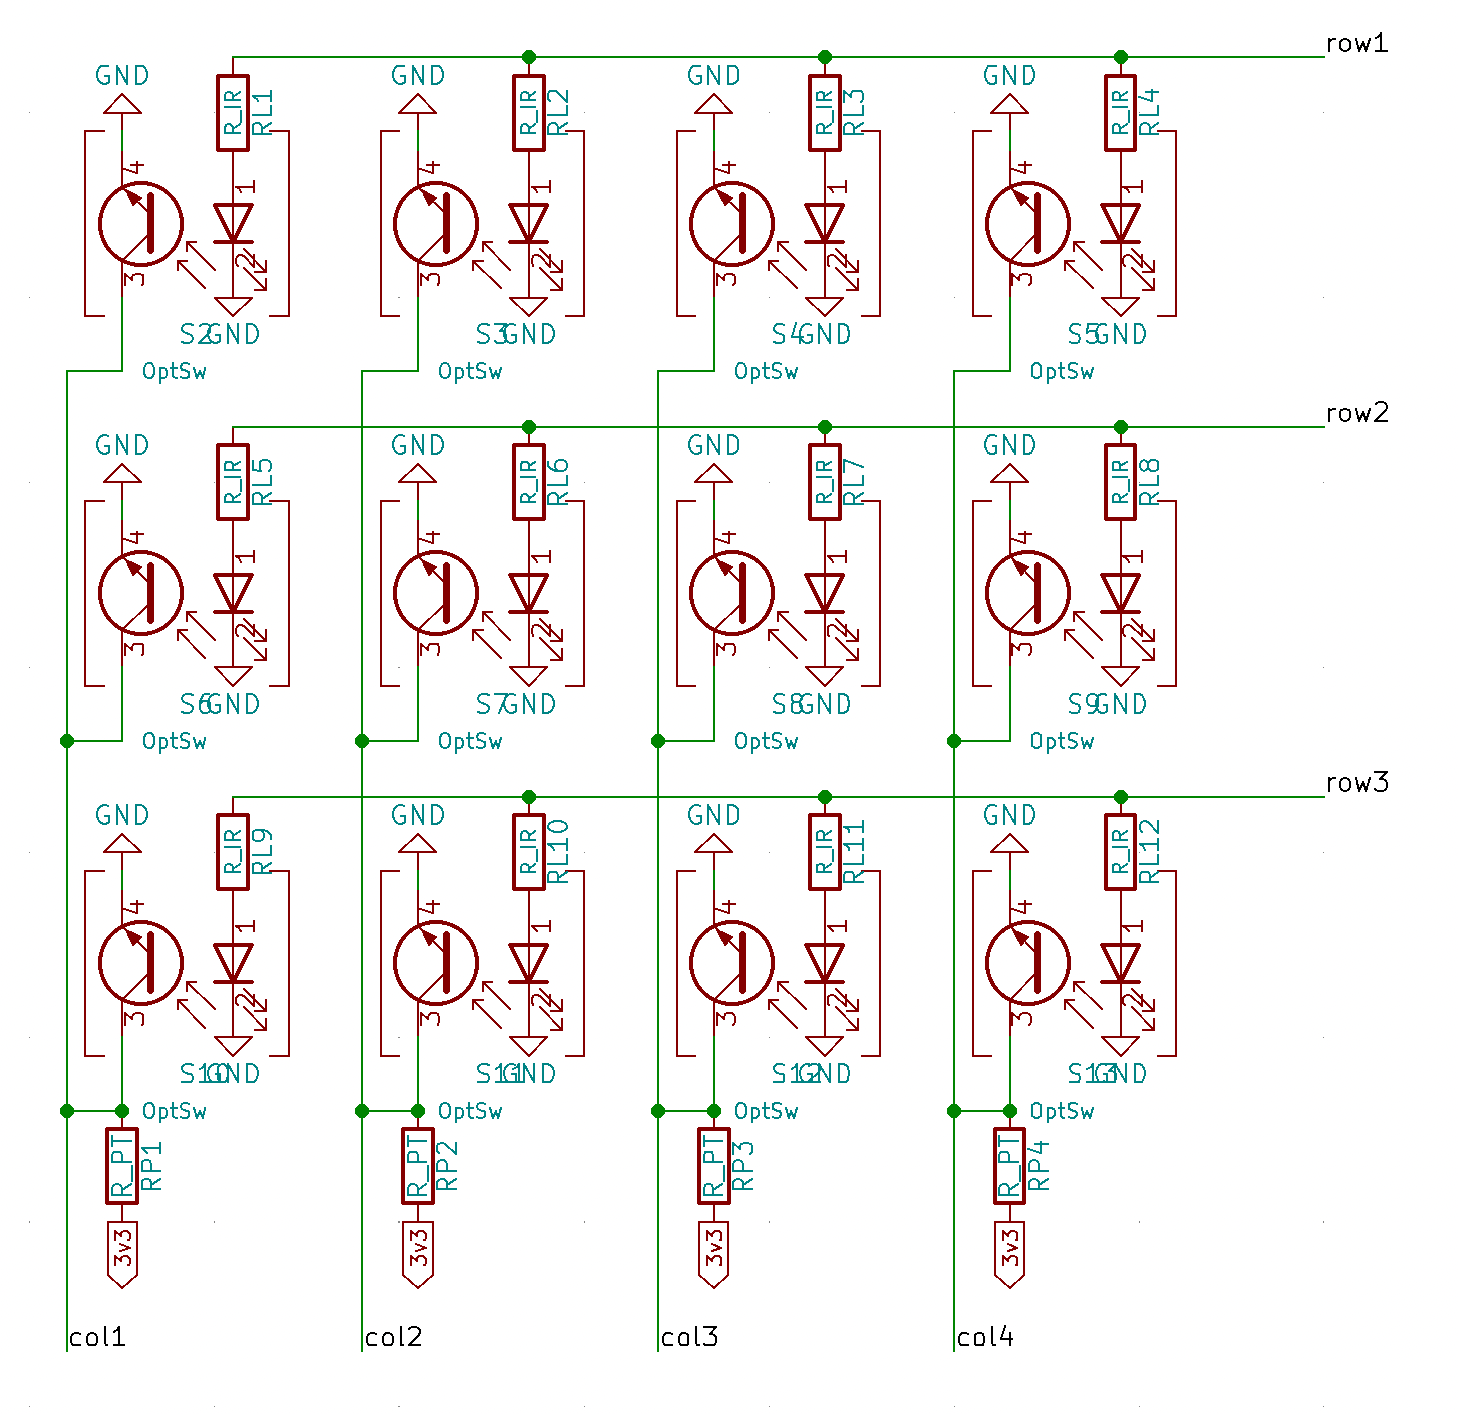 row1
GND GND GND GND
R_IR RL1 R_IR RL2 R_IR RL3 R_IR RL4
4 1 4 1 4 1 4 1
3 2 3 2 3 2 3 2
S2 GND S3 GND S4 GND S5 GND
OptSw OptSw OptSw OptSw
row2
GND GND GND GND
R_IR RL5 R_IR RL6 R_IR RL7 R_IR RL8
4 1 4 1 4 1 4 1
3 2 3 2 3 2 3 2
S6 GND S7 GND S8 GND S9 GND
OptSw OptSw OptSw OptSw
row3
GND GND GND GND
R_IR RL9 R_IR RL10 R_IR RL11 R_IR RL12
4 1 4 1 4 1 4 1
3 2 3 2 3 2 3 2
S10 GND S11 GND S12 GND S13 GND
OptSw OptSw OptSw OptSw
R_PT RP1 R_PT RP2 R_PT RP3 R_PT RP4
3v3 3v3 3v3 3v3
col1 col2 col3 col4